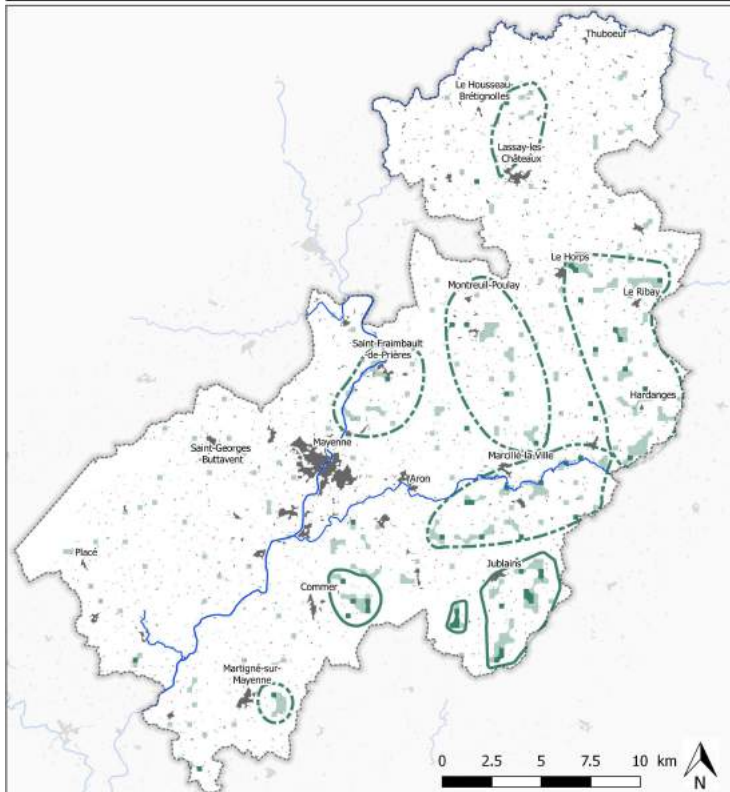 Thuboeuf
Le Housseau-
Brétignolles
Lassay-les-
Châteaux
Le Horps
Montreuil-Poulay
Le Ribay
Saint-Fraimbault
-de-Prières
Hardanges
Mayenne
Saint-Georges
-Buttavent
Marcillé-la-Ville
Aron
Placé
Jublains
Commer
Martigné-sur-
Mayenne
0 2.5 5 7.5 10 km
N